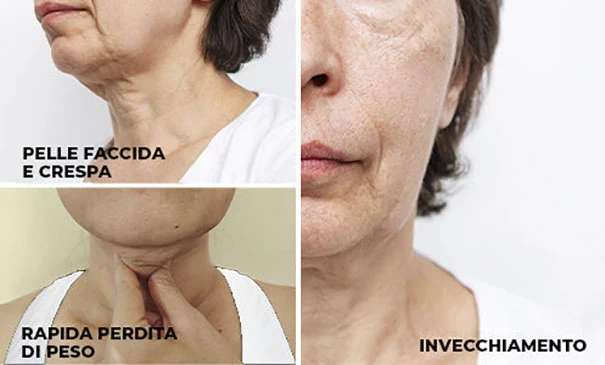 PELLE FACCIDA
E CRESPA
RAPIDA PERDITA
DI PESO
INVECCHIAMENTO